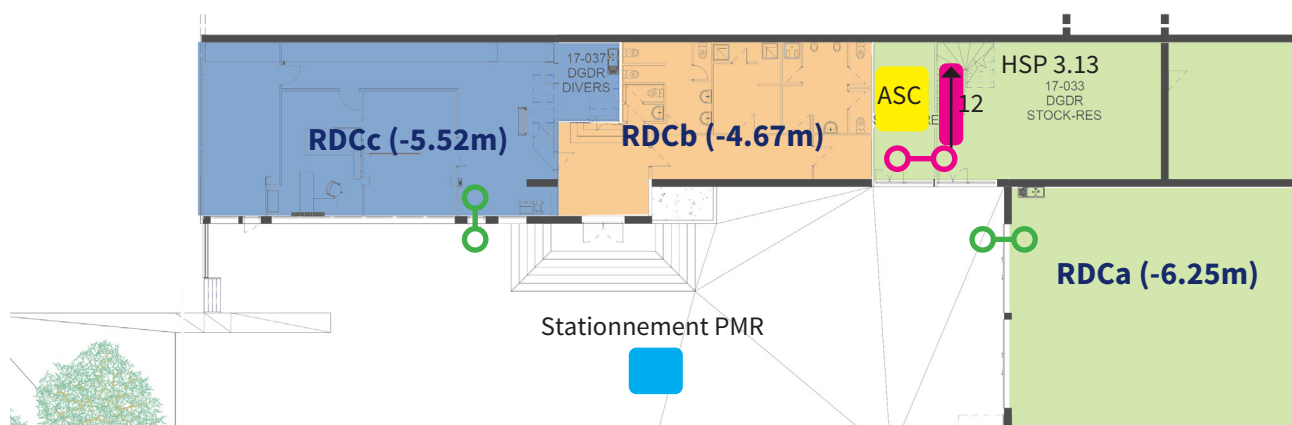 17-037
DGDR
DIVERS
HSP 3.13
17-033
DGDR
STOCK-RES
ASC
12
RDCc (-5.52m)
RDCb (-4.67m)
RDCa (-6.25m)
Stationnement PMR